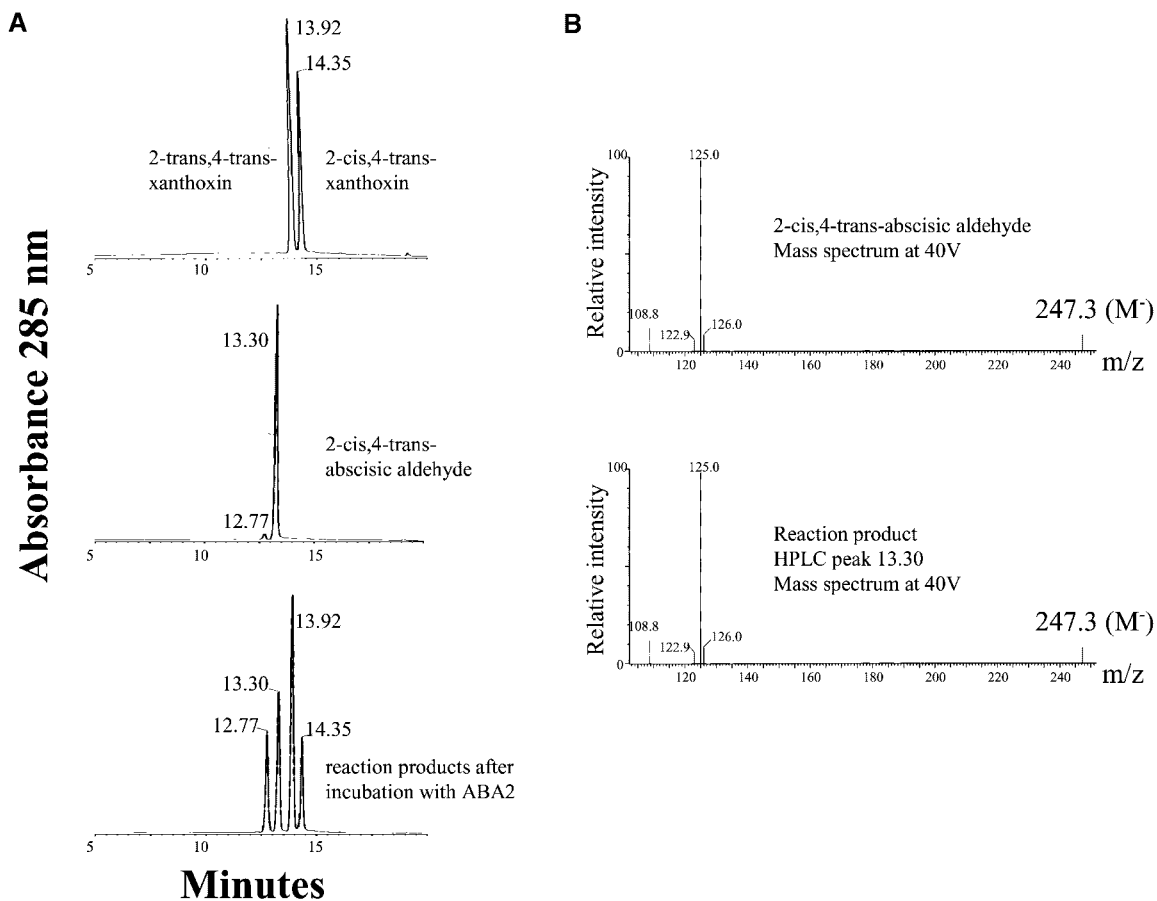 A
Absorbance 285 nm
13.92
14.35
2-trans,4-trans-
xanthoxin
2-cis,4-trans-
xanthoxin
5
10
15
13.30
2-cis,4-trans-
abscisic aldehyde
12.77
5
10
15
13.92
13.30
12.77
14.35
reaction products after
incubation with ABA2
5
10
15
Minutes
B
100
125.0
Relative intensity
2-cis,4-trans-abscisic aldehyde
Mass spectrum at 40V
247.3 (M-)
108.8
122.9
126.0
0
120
140
160
180
200
220
240
m/z
100
125.0
Relative intensity
Reaction product
HPLC peak 13.30
Mass spectrum at 40V
247.3 (M-)
108.8
122.9
126.0
0
120
140
160
180
200
220
240
m/z